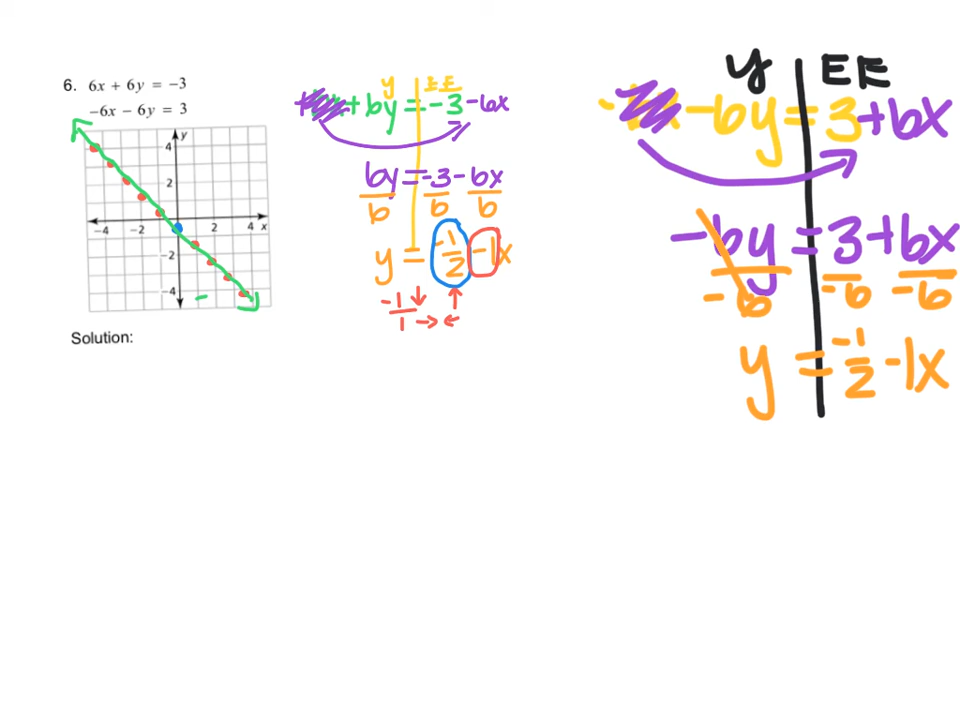 6. 6x + 6y = −3
−6x − 6y = 3
y
4
2
−4 −2 2 4 x
−2
−4
Solution:
y EE
+6y = -3 -6x
6y = -3 - 6x
6 6 6
y = -1/2 -1x
-1/1 ↓ ↑
→ ←
y EE
- -6y = 3 +6x
-6y = 3 + 6x
-6 -6 -6
y = -1/2 -1x